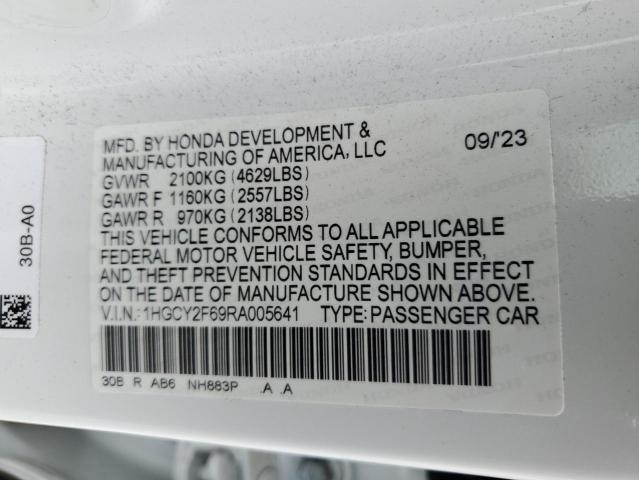 MFD. BY HONDA DEVELOPMENT & MANUFACTURING OF AMERICA, LLC 09/'23
GVWR 2100KG (4629LBS)
GAWR F 1160KG (2557LBS)
GAWR R 970KG (2138LBS)
THIS VEHICLE CONFORMS TO ALL APPLICABLE
FEDERAL MOTOR VEHICLE SAFETY, BUMPER,
AND THEFT PREVENTION STANDARDS IN EFFECT
ON THE DATE OF MANUFACTURE SHOWN ABOVE.
V.I.N.: 1HGCY2F69RA005641 TYPE: PASSENGER CAR
30B R AB6 NH883P .A .A
30B-A0